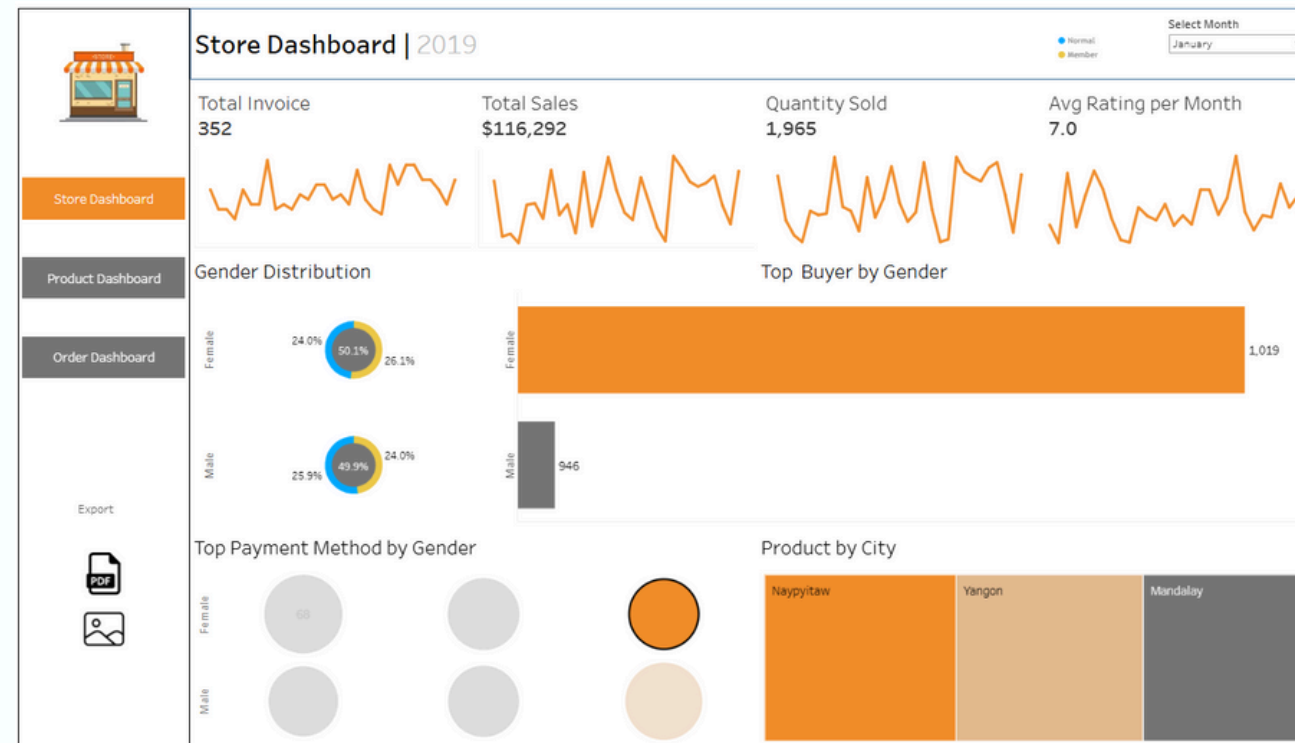 STORE
Store Dashboard
Product Dashboard
Order Dashboard
Export
PDF
Store Dashboard | 2019
Normal
Member
Select Month
January
Total Invoice
352
Total Sales
$116,292
Quantity Sold
1,965
Avg Rating per Month
7.0
Gender Distribution
Female
24.0%
50.1%
26.1%
Male
25.9%
49.9%
24.0%
Top Buyer by Gender
Female
1,019
Male
946
Top Payment Method by Gender
Female
68
Male
Product by City
Naypyitaw
Yangon
Mandalay